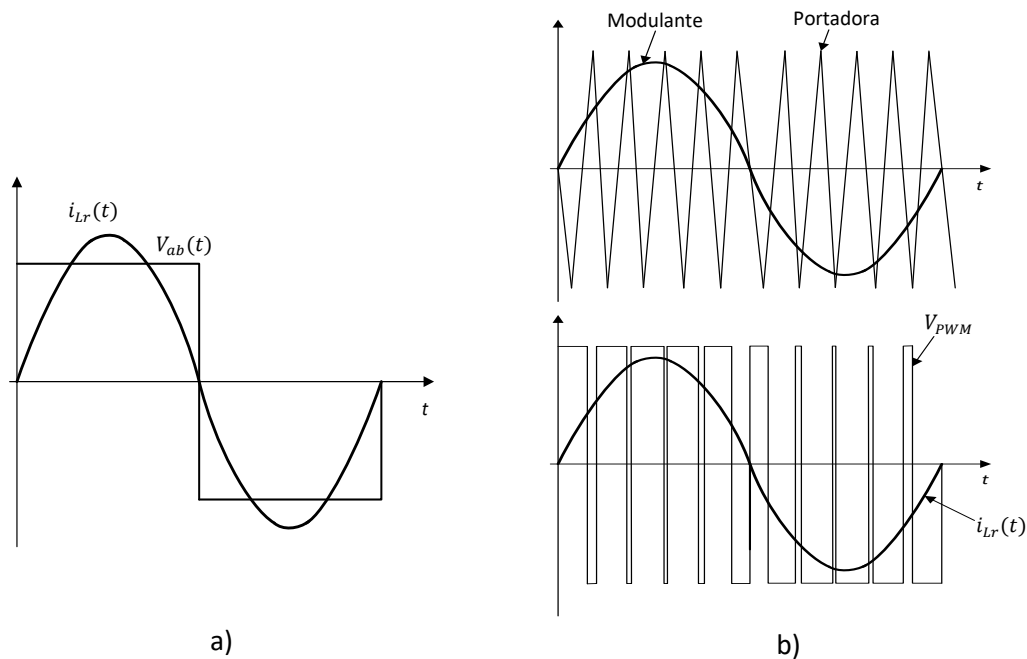 i_{Lr}(t)
V_{ab}(t)
t
a)
Modulante
Portadora
t
V_{PWM}
t
i_{Lr}(t)
b)